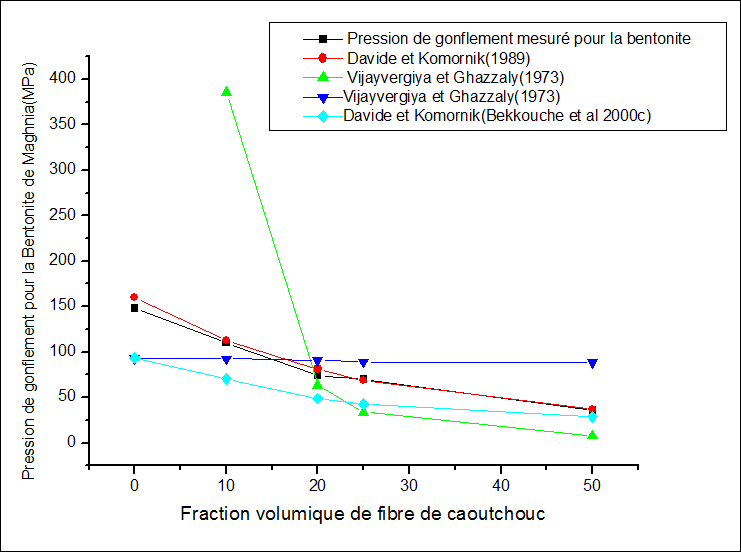 Pression de gonflement mesuré pour la bentonite
Davide et Komornik(1989)
Vijayvergiya et Ghazzaly(1973)
Vijayvergiya et Ghazzaly(1973)
Davide et Komornik(Bekkouche et al 2000c)
Pression de gonflement pour la Bentonite de Maghnia(MPa)
400
350
300
250
200
150
100
50
0
0 10 20 30 40 50
Fraction volumique de fibre de caoutchouc